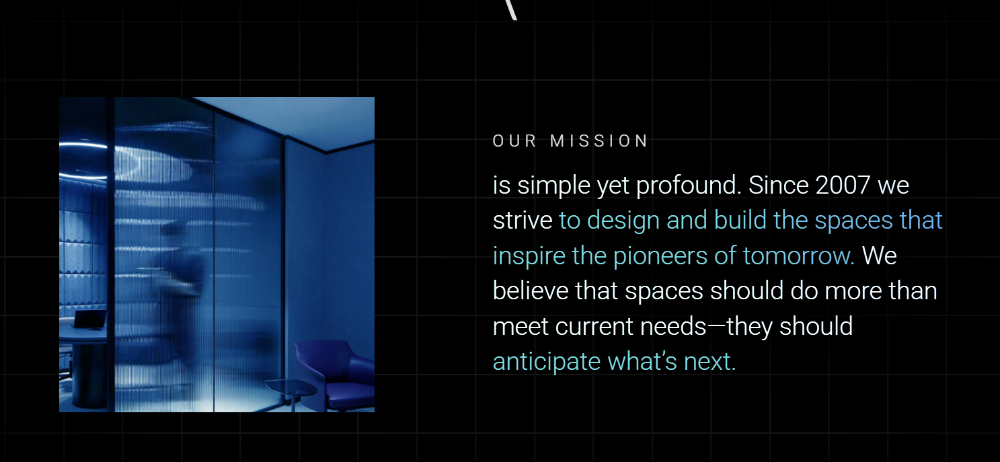 OUR MISSION
is simple yet profound. Since 2007 we
strive to design and build the spaces that
inspire the pioneers of tomorrow. We
believe that spaces should do more than
meet current needs—they should
anticipate what’s next.